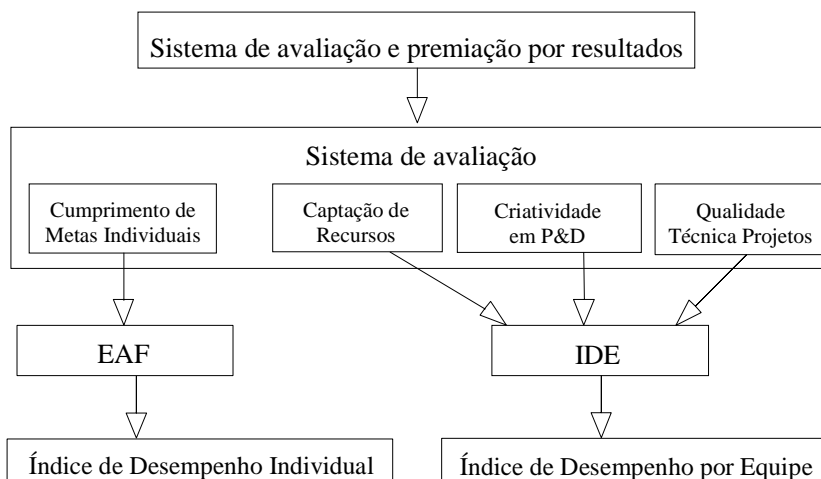 Sistema de avaliação e premiação por resultados
Sistema de avaliação
Cumprimento de
Metas Individuais
Captação de
Recursos
Criatividade
em P&D
Qualidade
Técnica Projetos
EAF
IDE
Índice de Desempenho Individual
Índice de Desempenho por Equipe